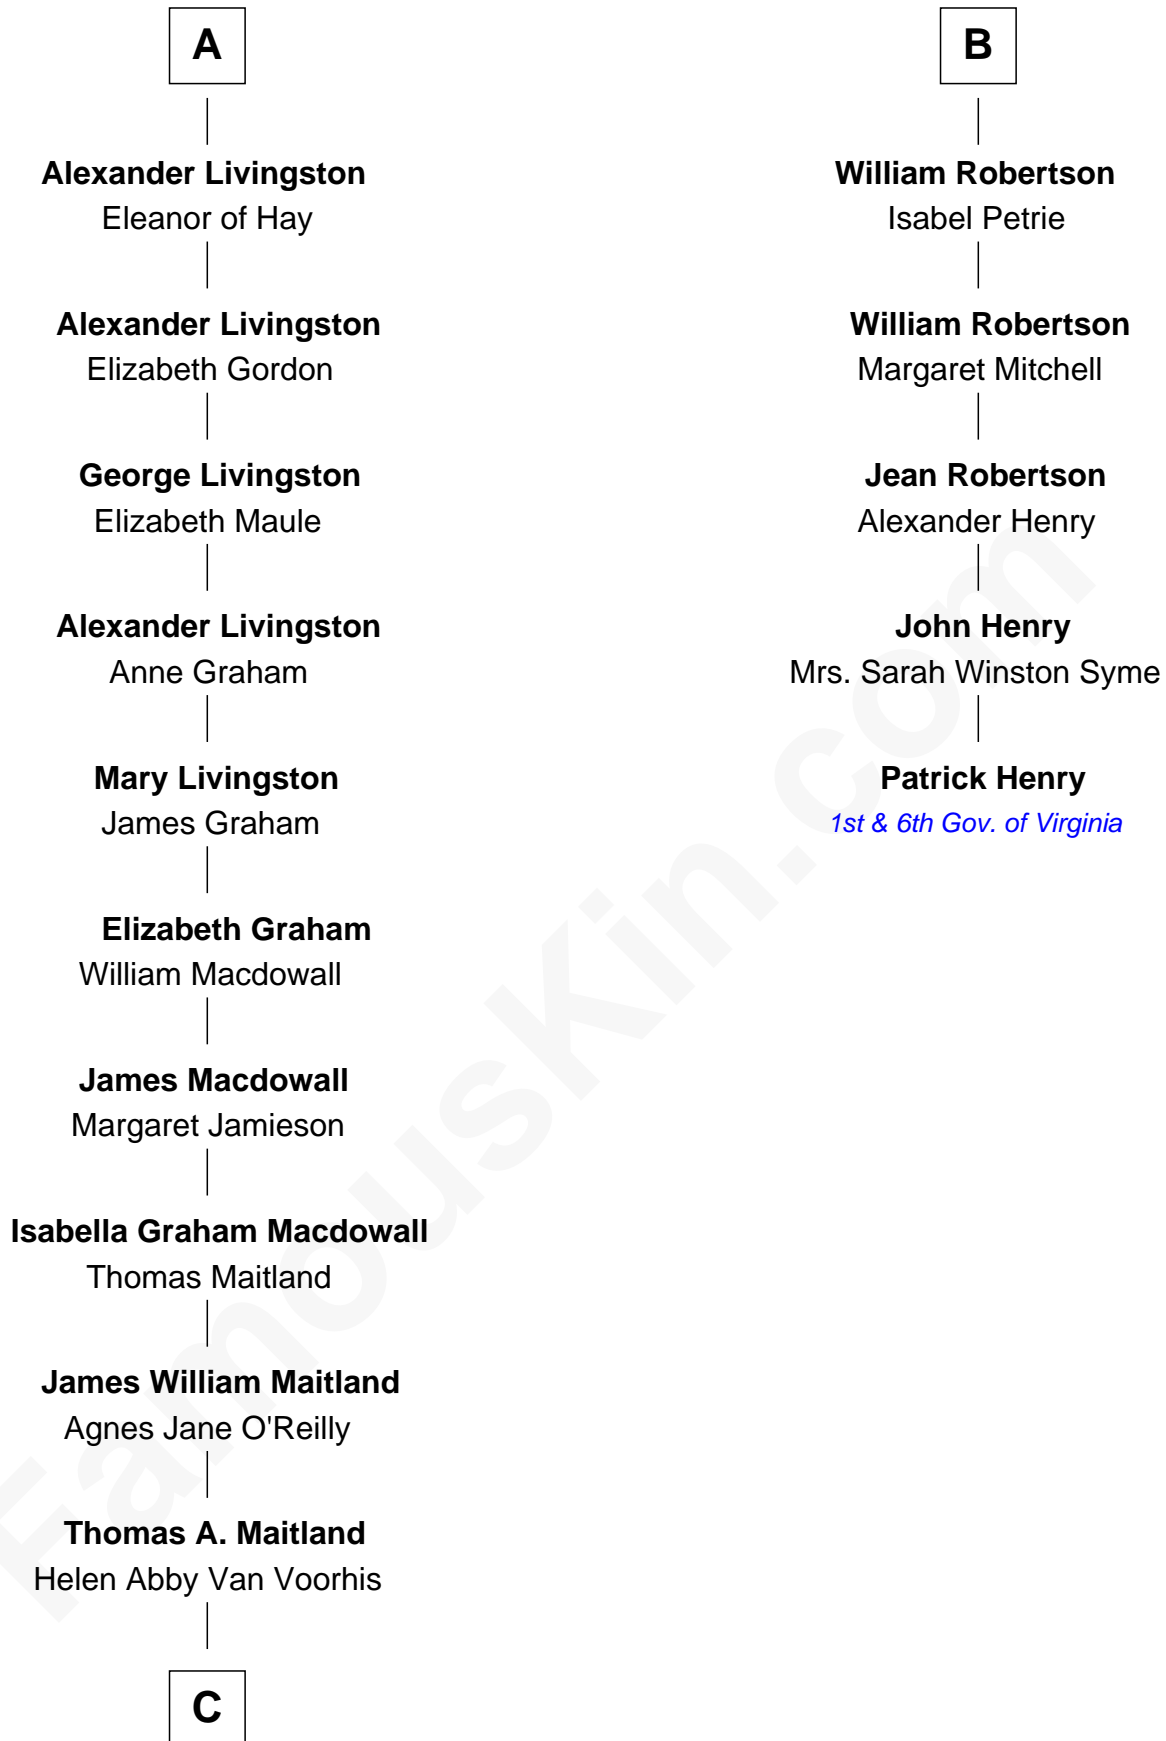 A
Alexander Livingston
Eleanor of Hay
Alexander Livingston
Elizabeth Gordon
George Livingston
Elizabeth Maule
Alexander Livingston
Anne Graham
Mary Livingston
James Graham
Elizabeth Graham
William Macdowall
James Macdowall
Margaret Jamieson
Isabella Graham Macdowall
Thomas Maitland
James William Maitland
Agnes Jane O'Reilly
Thomas A. Maitland
Helen Abby Van Voorhis
C
B
William Robertson
Isabel Petrie
William Robertson
Margaret Mitchell
Jean Robertson
Alexander Henry
John Henry
Mrs. Sarah Winston Syme
Patrick Henry
1st & 6th Gov. of Virginia
FamousKin.com